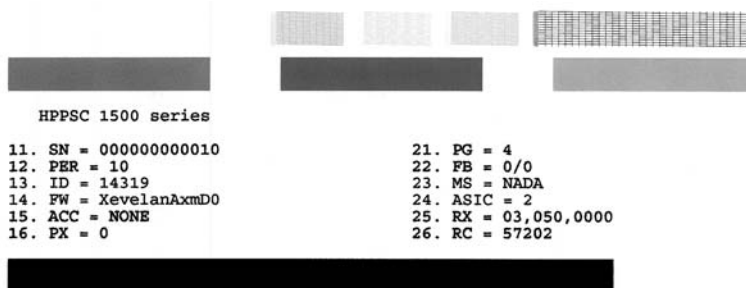 HPPSC 1500 series
11. SN = 000000000010
12. PER = 10
13. ID = 14319
14. FW = XevelanAxmD0
15. ACC = NONE
16. PX = 0
21. PG = 4
22. FB = 0/0
23. MS = NADA
24. ASIC = 2
25. RX = 03,050,0000
26. RC = 57202